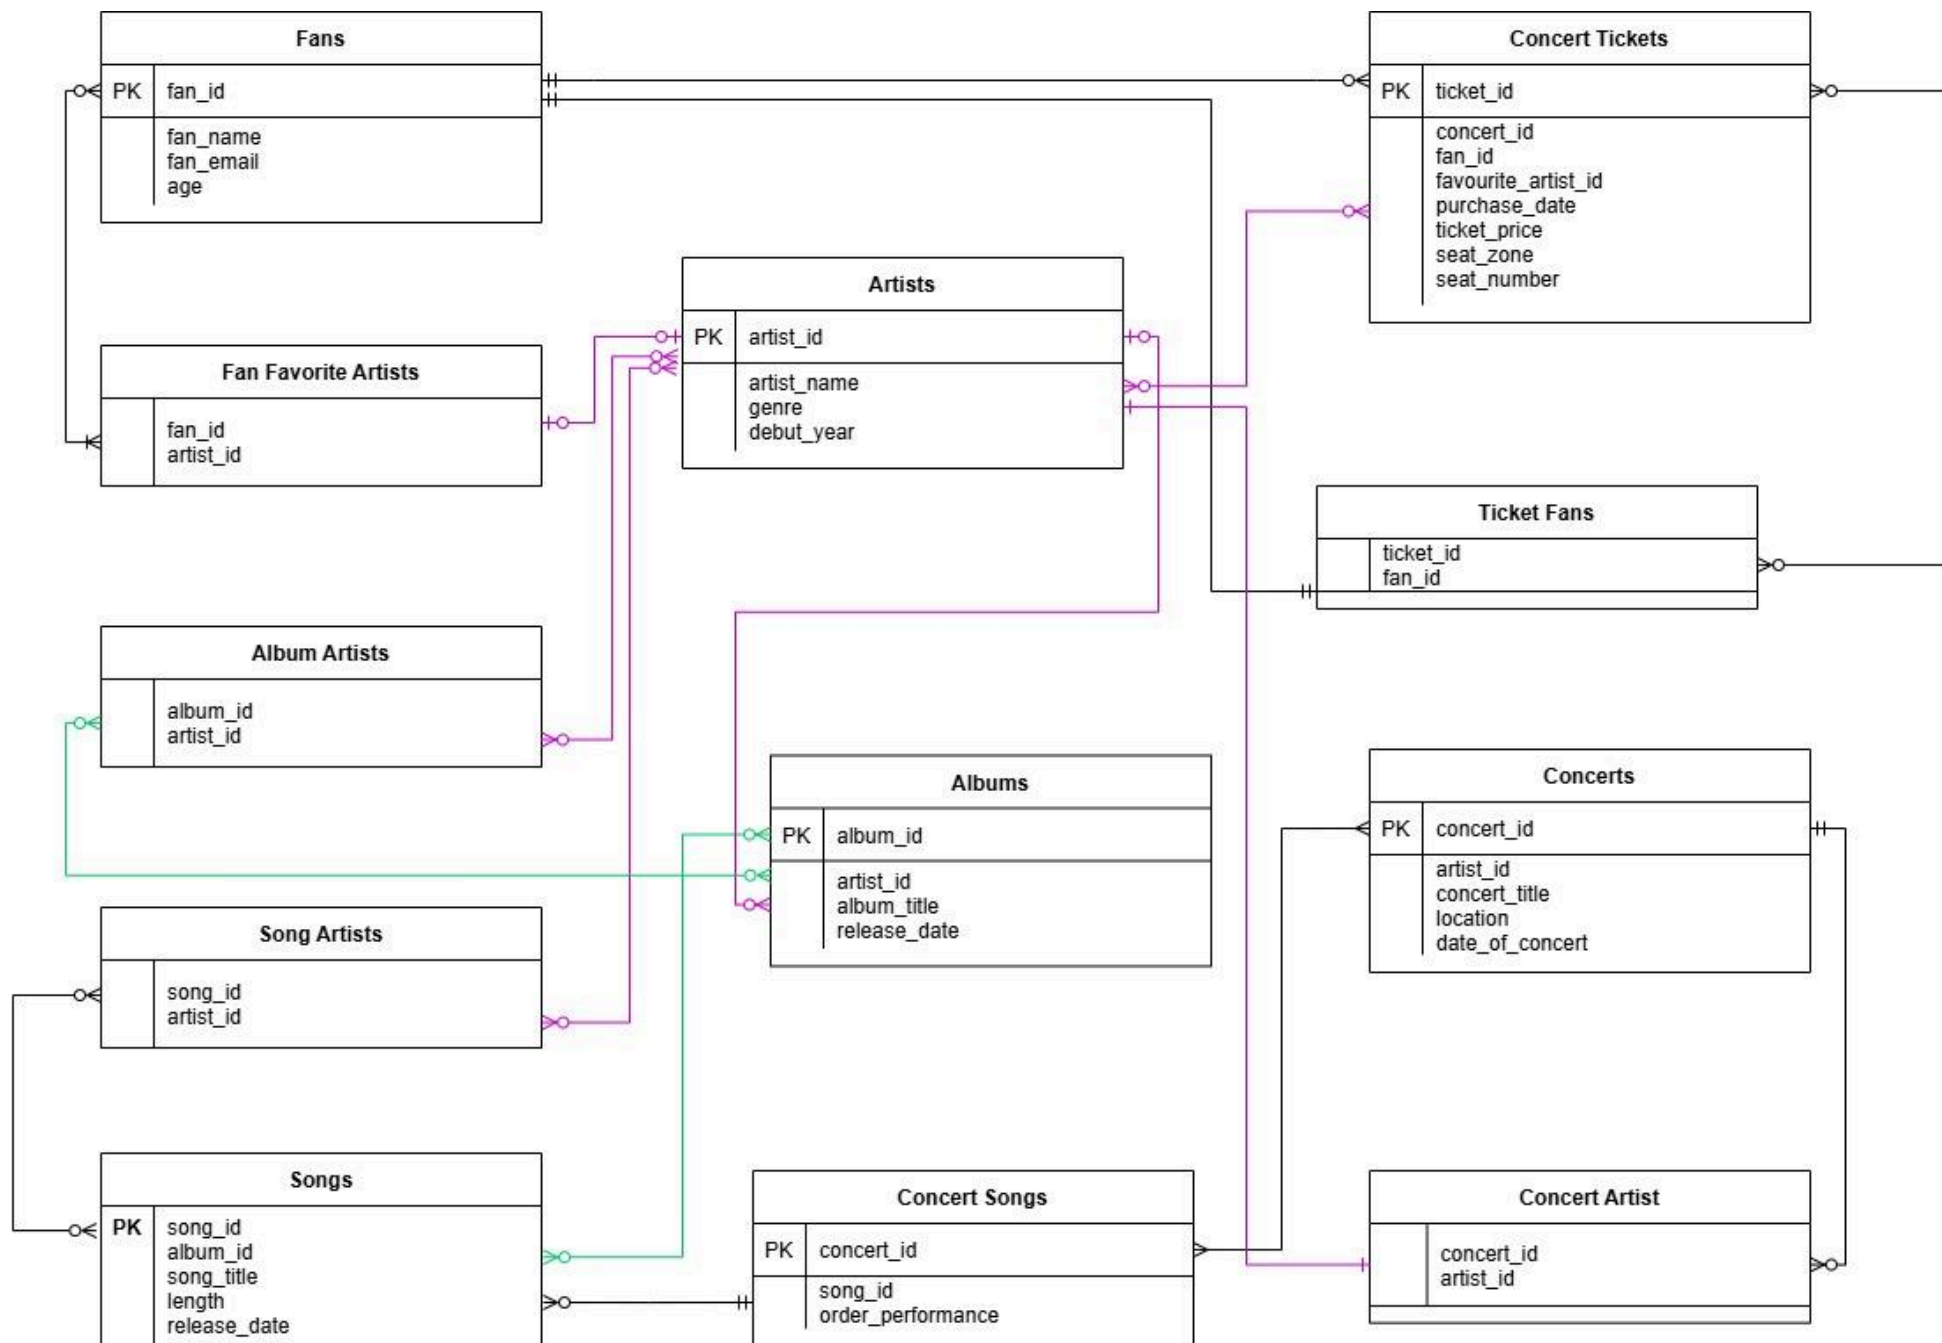 Fans
PK fan_id
fan_name
fan_email
age
Concert Tickets
PK ticket_id
concert_id
fan_id
favourite_artist_id
purchase_date
ticket_price
seat_zone
seat_number
Artists
PK artist_id
artist_name
genre
debut_year
Fan Favorite Artists
fan_id
artist_id
Ticket Fans
ticket_id
fan_id
Album Artists
album_id
artist_id
Albums
PK album_id
artist_id
album_title
release_date
Concerts
PK concert_id
artist_id
concert_title
location
date_of_concert
Song Artists
song_id
artist_id
Songs
PK song_id
album_id
song_title
length
release_date
Concert Songs
PK concert_id
song_id
order_performance
Concert Artist
concert_id
artist_id